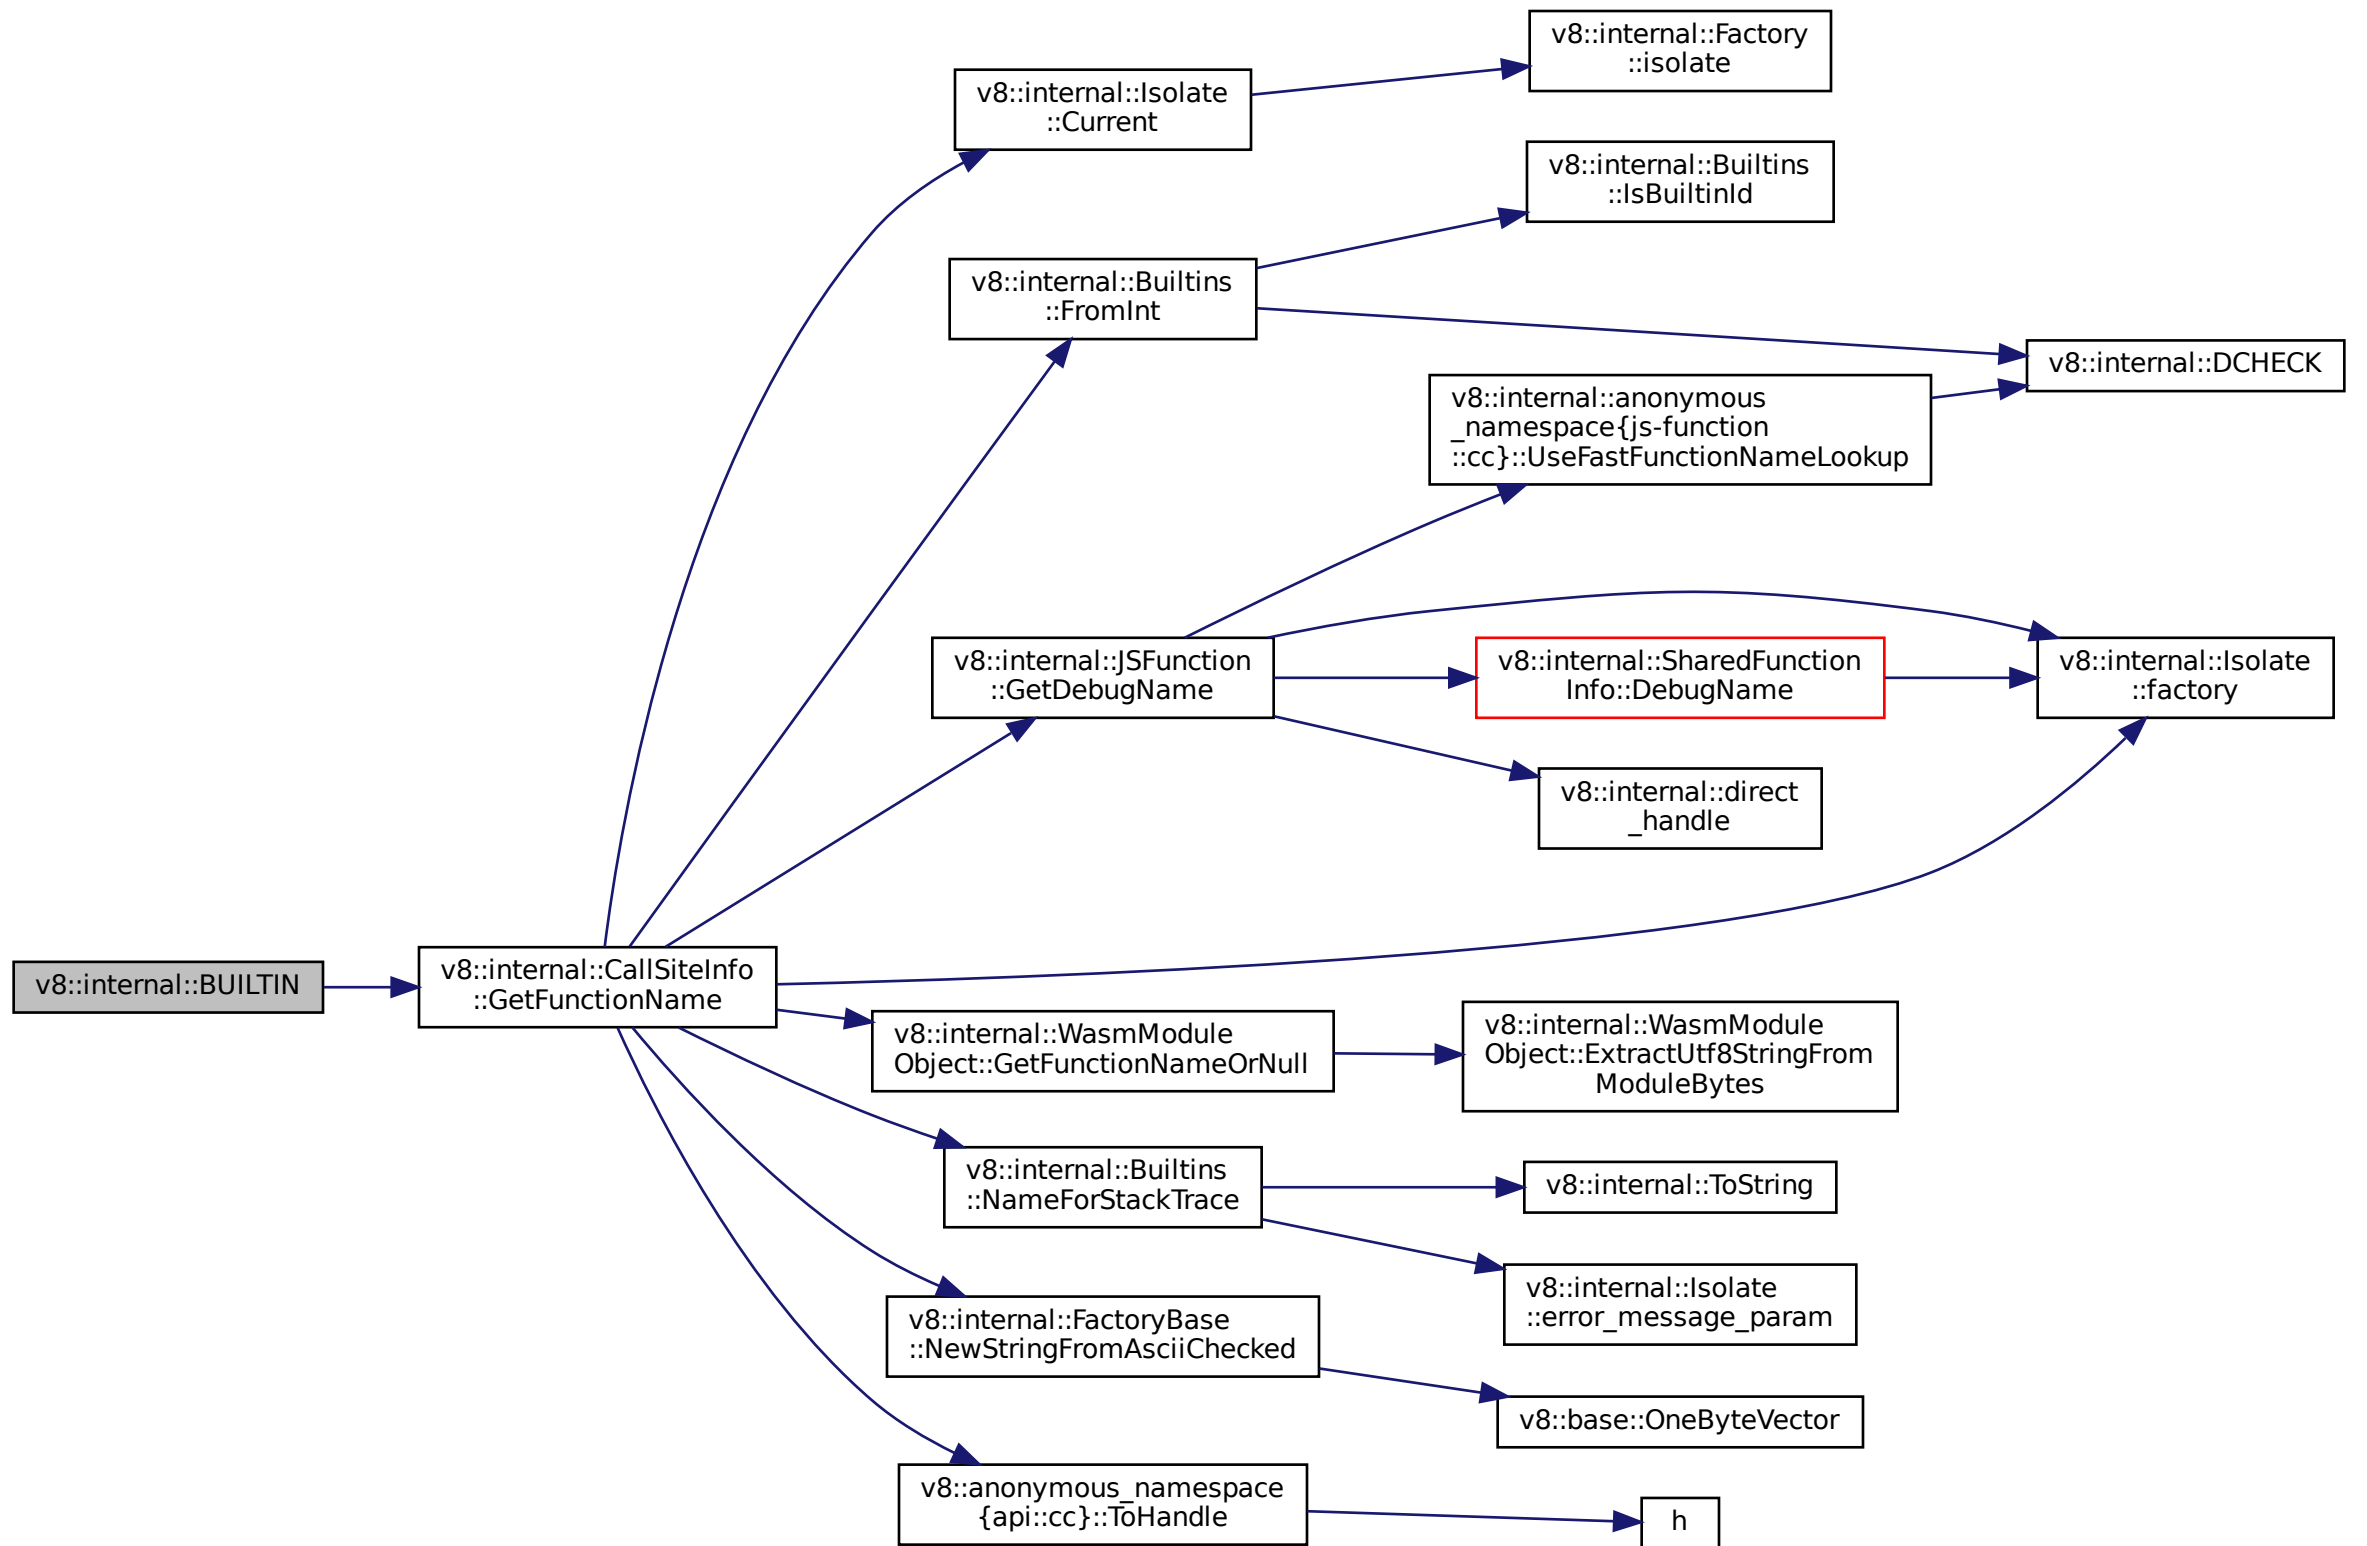 v8::internal::Factory
::isolate
v8::internal::Isolate
::Current
v8::internal::Builtins
::IsBuiltinId
v8::internal::Builtins
::FromInt
v8::internal::DCHECK
v8::internal::anonymous
_namespace{js-function
::cc}::UseFastFunctionNameLookup
v8::internal::JSFunction
::GetDebugName
v8::internal::SharedFunction
Info::DebugName
v8::internal::Isolate
::factory
v8::internal::direct
_handle
v8::internal::BUILTIN
v8::internal::CallSiteInfo
::GetFunctionName
v8::internal::WasmModule
Object::GetFunctionNameOrNull
v8::internal::WasmModule
Object::ExtractUtf8StringFrom
ModuleBytes
v8::internal::Builtins
::NameForStackTrace
v8::internal::ToString
v8::internal::Isolate
::error_message_param
v8::internal::FactoryBase
::NewStringFromAsciiChecked
v8::base::OneByteVector
v8::anonymous_namespace
{api::cc}::ToHandle
h